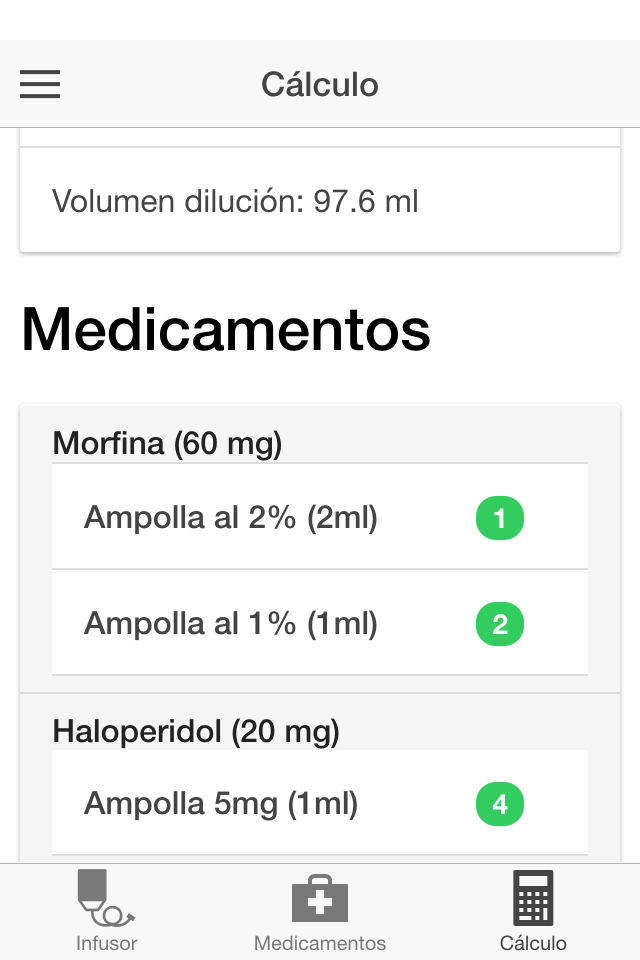 Cálculo
Volumen dilución: 97.6 ml
Medicamentos
Morfina (60 mg)
Ampolla al 2% (2ml) 1
Ampolla al 1% (1ml) 2
Haloperidol (20 mg)
Ampolla 5mg (1ml) 4
Infusor Medicamentos Cálculo